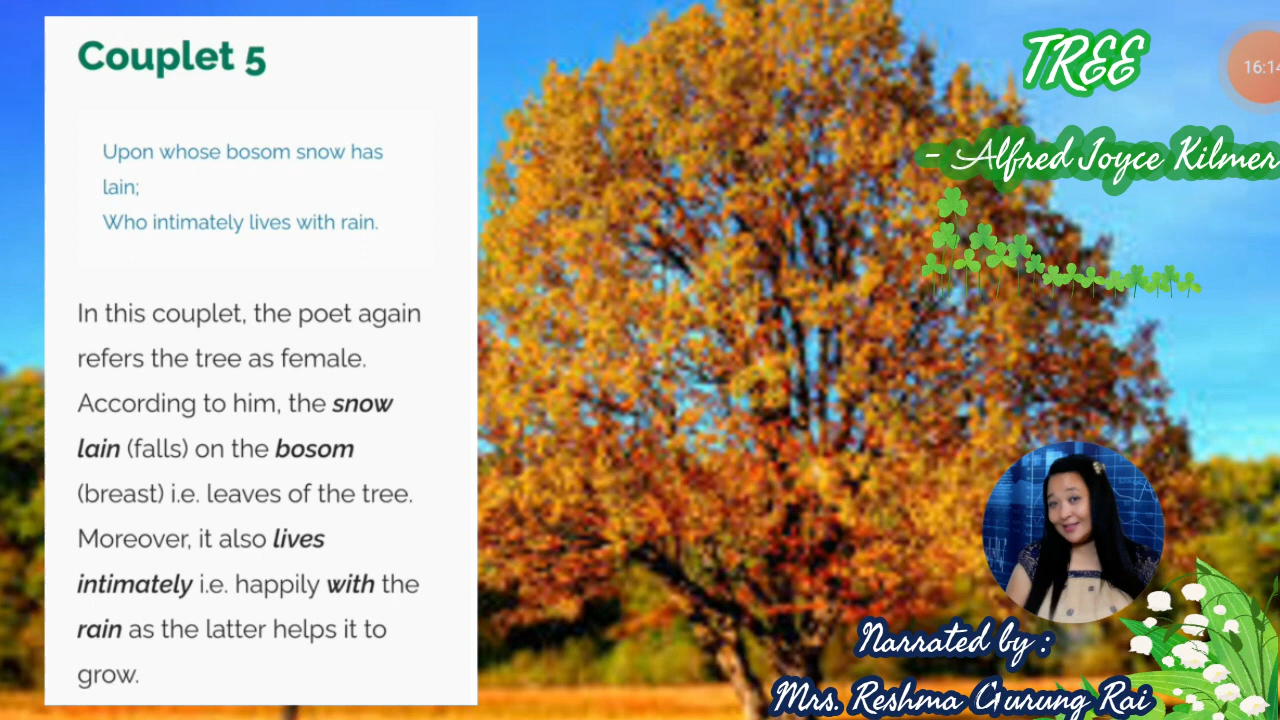 Couplet 5
Upon whose bosom snow has
lain;
Who intimately lives with rain.
In this couplet, the poet again
refers the tree as female.
According to him, the snow
lain (falls) on the bosom
(breast) i.e. leaves of the tree.
Moreover, it also lives
intimately i.e. happily with the
rain as the latter helps it to
grow.
TREE
16:14
- Alfred Joyce Kilmer
Narrated by :
Mrs. Reshma Gurung Rai